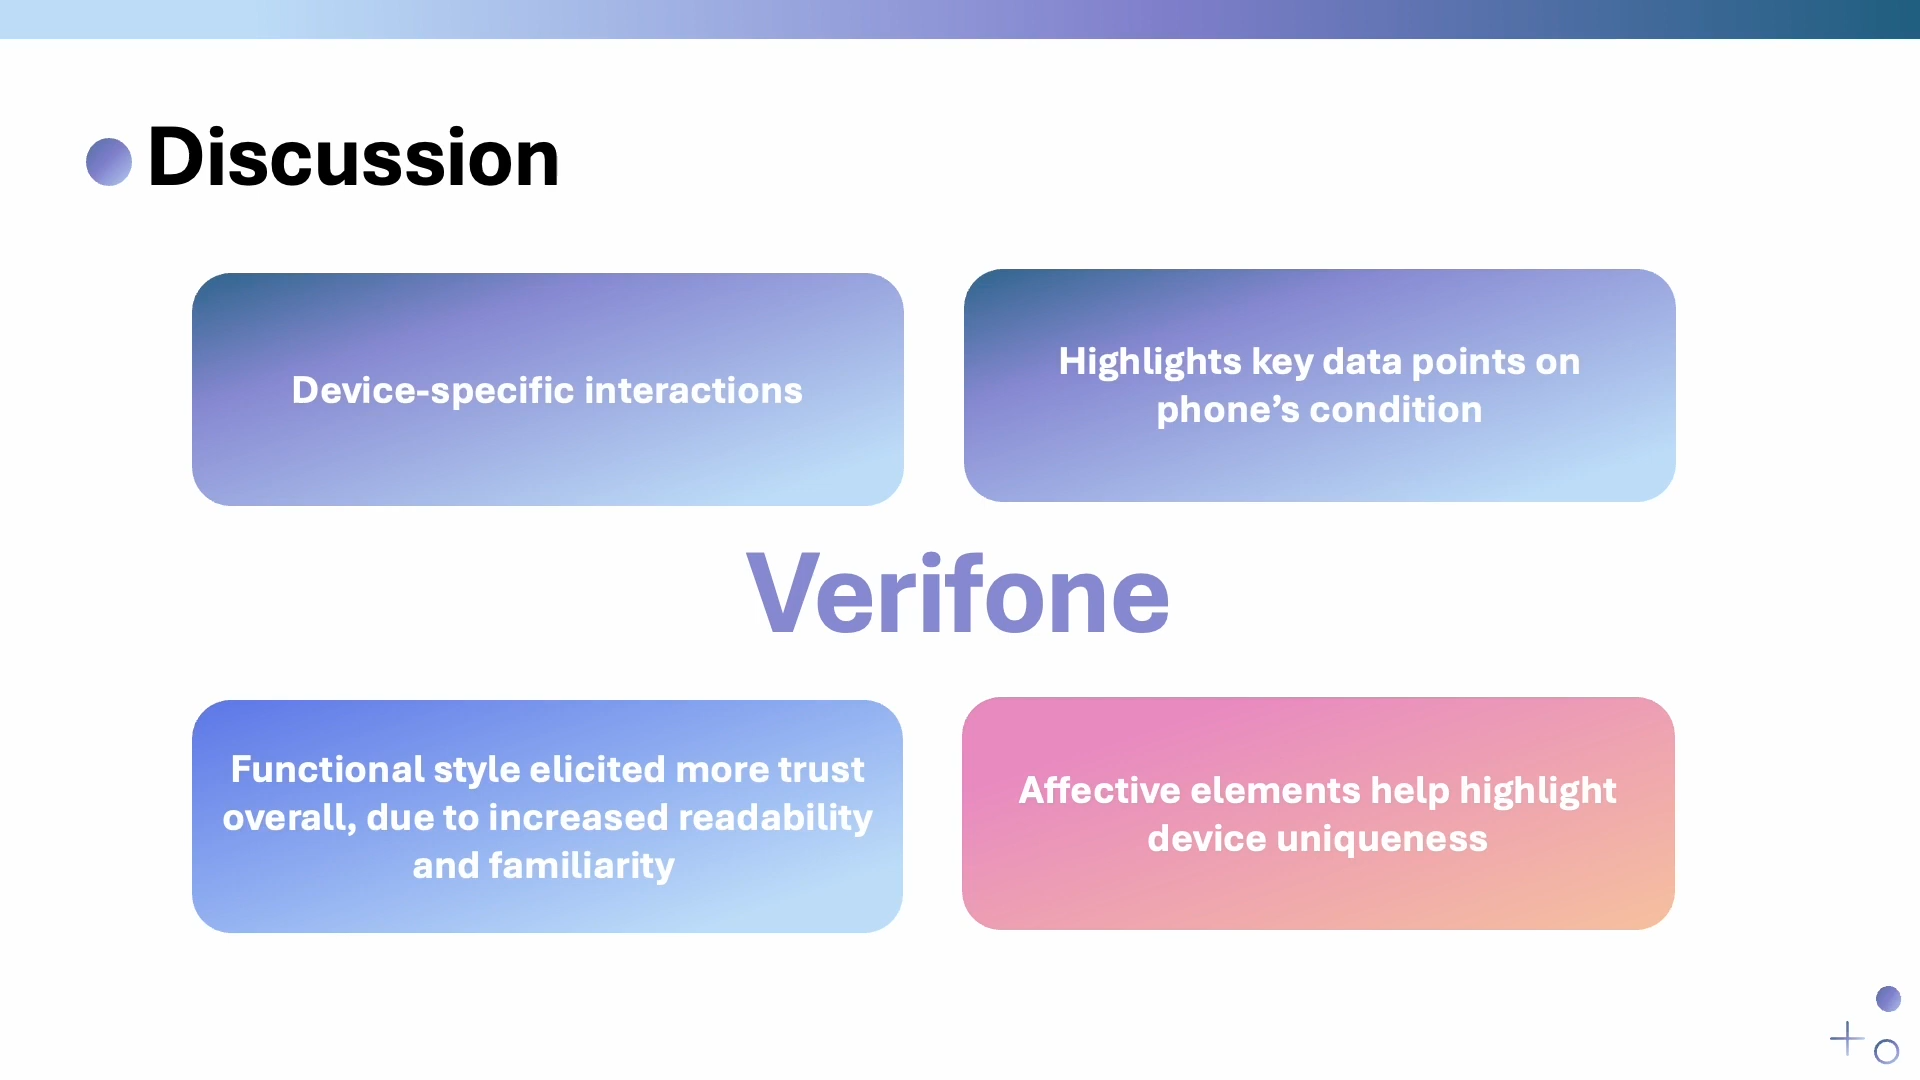 Discussion
Device-specific interactions
Highlights key data points on
phone’s condition
Verifone
Functional style elicited more trust
overall, due to increased readability
and familiarity
Affective elements help highlight
device uniqueness